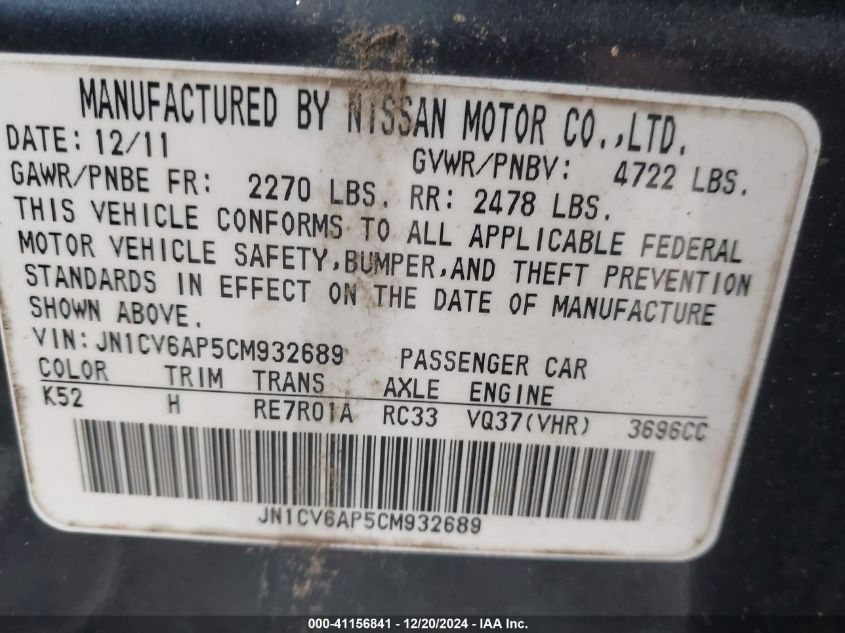 MANUFACTURED BY NISSAN MOTOR CO.,LTD.
DATE: 12/11 GVWR/PNBV: 4722 LBS.
GAWR/PNBE FR: 2270 LBS. RR: 2478 LBS.
THIS VEHICLE CONFORMS TO ALL APPLICABLE FEDERAL
MOTOR VEHICLE SAFETY,BUMPER,AND THEFT PREVENTION
STANDARDS IN EFFECT ON THE DATE OF MANUFACTURE
SHOWN ABOVE.
VIN:JN1CV6AP5CM932689 PASSENGER CAR
COLOR TRIM TRANS AXLE ENGINE
K52 H RE7R01A RC33 VQ37(VHR) 3696CC
JN1CV6AP5CM932689
000-41156841 - 12/20/2024 - IAA Inc.